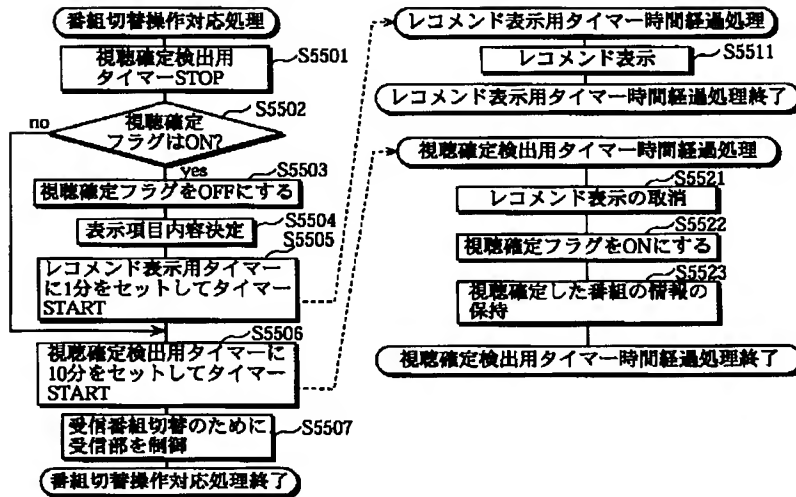 番組切替操作対応処理
視聴確定検出用
タイマーSTOP
S5501
S5502
no
視聴確定
フラグはON?
yes
S5503
視聴確定フラグをOFFにする
S5504
表示項目内容決定
S5505
レコメンド表示用タイマー
に1分をセットしてタイマー
START
S5506
視聴確定検出用タイマーに
10分をセットしてタイマー
START
受信番組切替のために
受信部を制御
S5507
番組切替操作対応処理終了
レコメンド表示用タイマー時間経過処理
S5511
レコメンド表示
レコメンド表示用タイマー時間経過処理終了
視聴確定検出用タイマー時間経過処理
S5521
レコメンド表示の取消
S5522
視聴確定フラグをONにする
S5523
視聴確定した番組の情報の
保持
視聴確定検出用タイマー時間経過処理終了